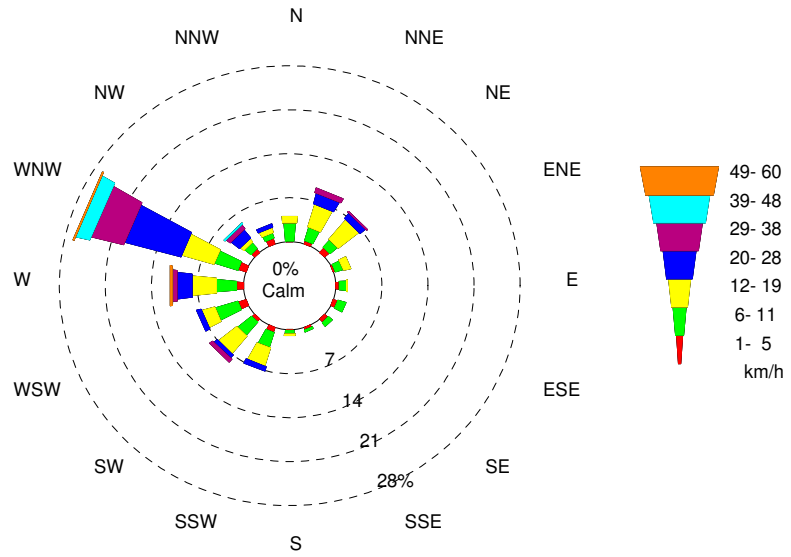 N
NNW
NNE
NW
NE
WNW
ENE
49- 60
39- 48
29- 38
20- 28
12- 19
6- 11
1- 5
km/h
0%
Calm
W
E
7
14
21
28%
WSW
ESE
SW
SE
SSW
SSE
S